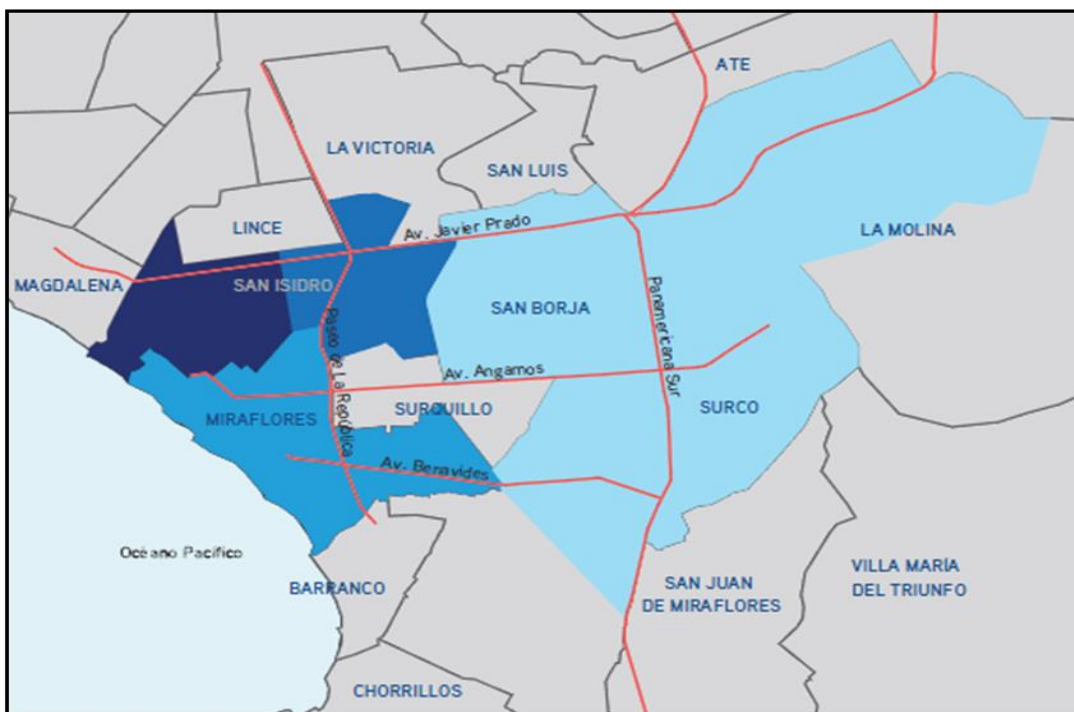 ATE
LA VICTORIA
SAN LUIS
LINCE
Av. Javier Prado
LA MOLINA
MAGDALENA
SAN ISIDRO
SAN BORJA
Panamericana Sur
Paseo de La República
Av. Angamos
MIRAFLORES
SURQUILLO
SURCO
Av. Benavides
Océano Pacífico
BARRANCO
SAN JUAN
DE MIRAFLORES
VILLA MARÍA
DEL TRIUNFO
CHORRILLOS